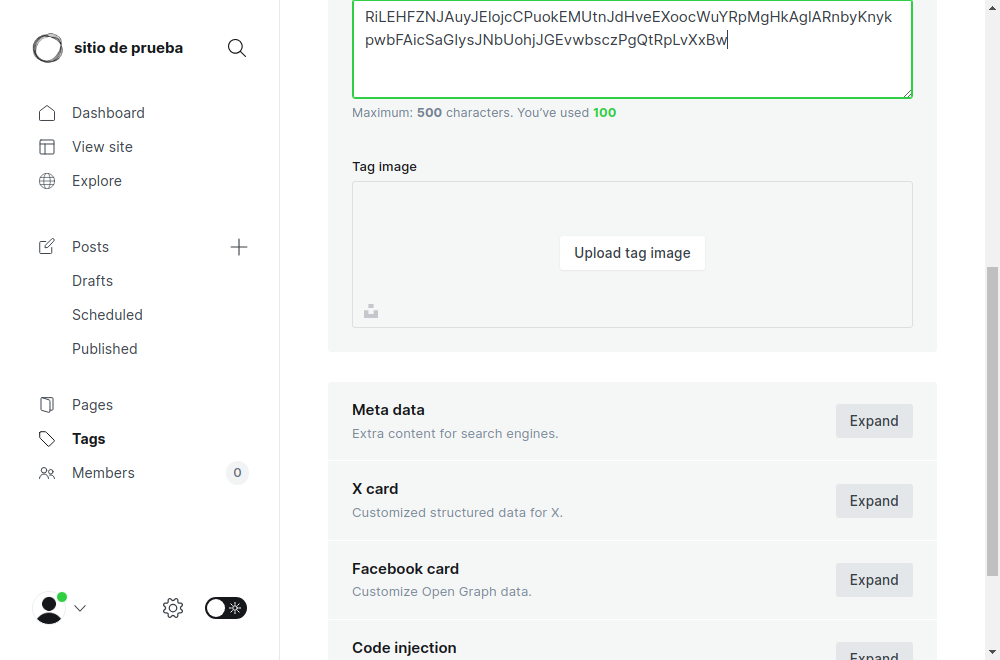 sitio de prueba
Dashboard
View site
Explore
Posts
Drafts
Scheduled
Published
Pages
Tags
Members
0
RiLEHFZNJAuyJElojcCPuokEMUtnJdHveEXoocWuYRpMgHkAglARnbyKnyk
pwbFAicSaGIysJNbUohjJGEvwbsczPgQtRpLvXxBw
Maximum: 500 characters. You’ve used 100
Tag image
Upload tag image
Meta data
Extra content for search engines.
Expand
X card
Customized structured data for X.
Expand
Facebook card
Customize Open Graph data.
Expand
Code injection
Expand